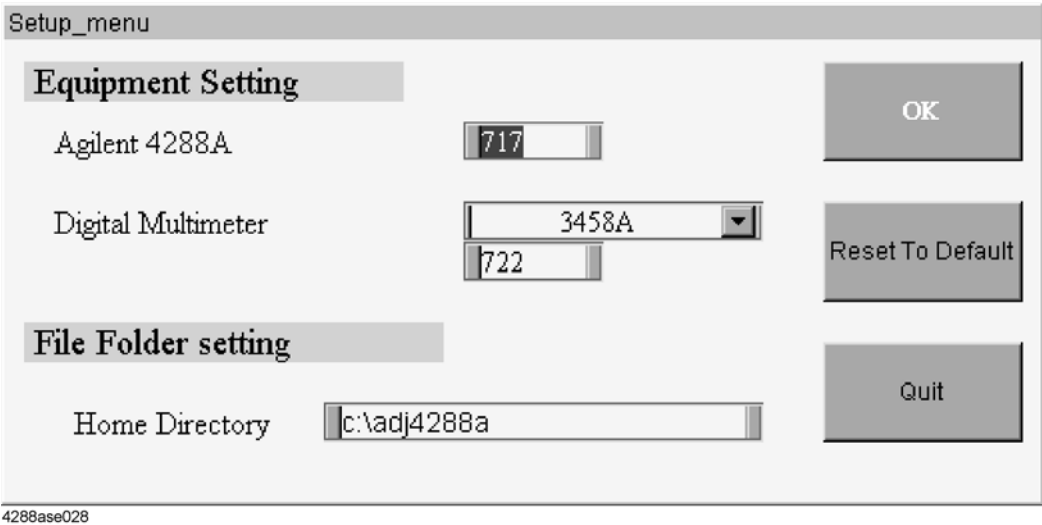 Setup_menu
Equipment Setting
OK
Agilent 4288A
717
Digital Multimeter
3458A
722
Reset To Default
File Folder setting
Quit
Home Directory
c:\adj4288a
4288ase028